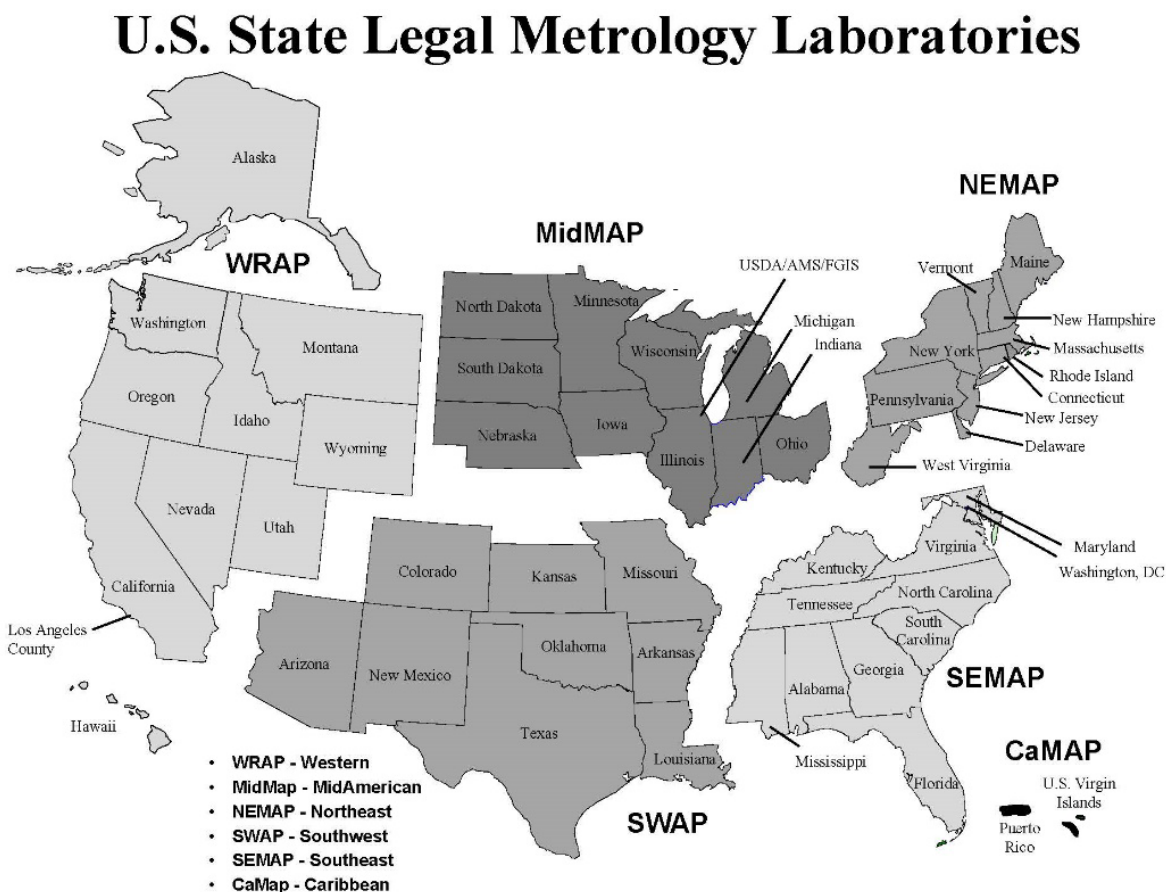 U.S. State Legal Metrology Laboratories
Alaska
NEMAP
MidMAP
WRAP
USDA/AMS/FGIS
Vermont
Maine
North Dakota
Minnesota
Washington
Michigan
New Hampshire
Montana
Wisconsin
Indiana
New York
Massachusetts
South Dakota
Rhode Island
Oregon
Connecticut
Pennsylvania
Idaho
Iowa
New Jersey
Nebraska
Ohio
Wyoming
Delaware
Illinois
West Virginia
Nevada
Utah
Virginia
Maryland
Kentucky
Washington, DC
Colorado
Kansas
Missouri
California
Tennessee
North Carolina
South
Carolina
Los Angeles
County
Oklahoma
Arkansas
Arizona
New Mexico
Georgia
SEMAP
Alabama
Hawaii
Texas
CaMAP
Louisiana
Mississippi
Florida
U.S. Virgin
Islands
SWAP
Puerto
Rico
• WRAP - Western
• MidMap - MidAmerican
• NEMAP - Northeast
• SWAP - Southwest
• SEMAP - Southeast
• CaMap - Caribbean